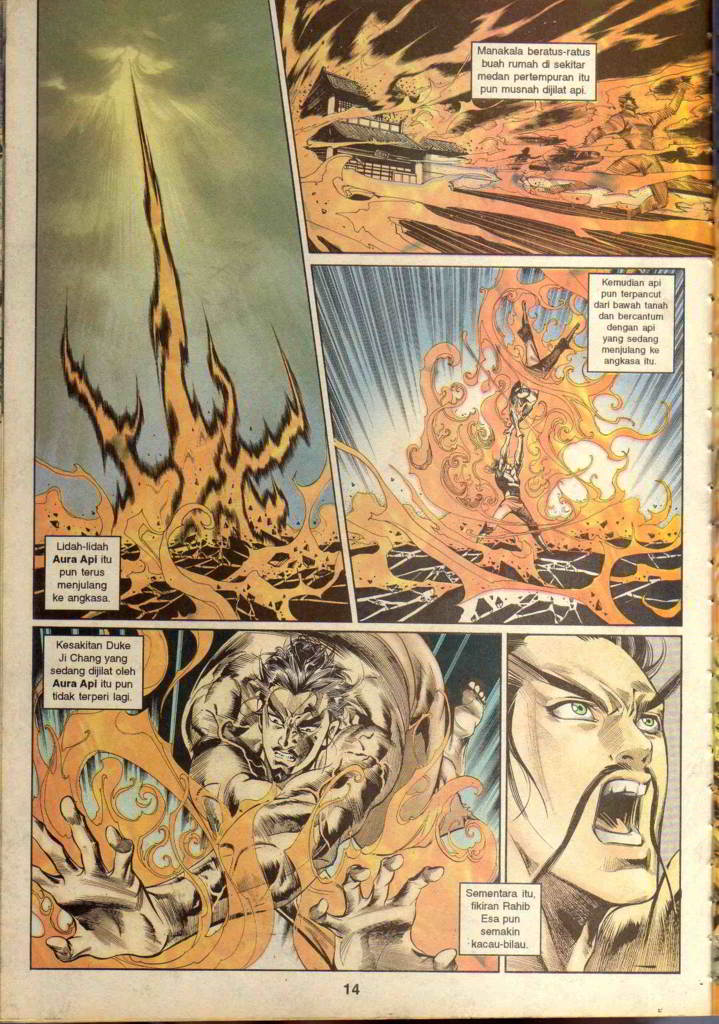 Lidah-lidah
Aura Api itu
pun terus
menjulang
ke angkasa.
Manakala beratus-ratus
buah rumah di sekitar
medan pertempuran itu
pun musnah dijilat api.
Kemudian api
pun terpancut
dari bawah tanah
dan bercantum
dengan api
yang sedang
menjulang ke
angkasa itu.
Kesakitan Duke
Ji Chang yang
sedang dijilat oleh
Aura Api itu pun
tidak terperi lagi.
Sementara itu,
fikiran Rahib
Esa pun
semakin
kacau-bilau.
14